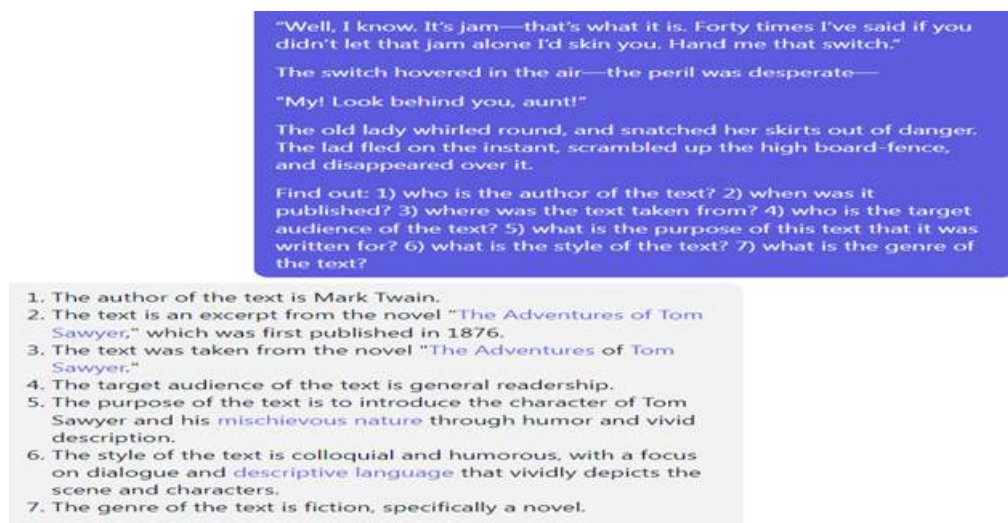 “Well, I know. It’s jam—that’s what it is. Forty times I’ve said if you
didn’t let that jam alone I’d skin you. Hand me that switch.”
The switch hovered in the air—the peril was desperate—
“My! Look behind you, aunt!”
The old lady whirled round, and snatched her skirts out of danger.
The lad fled on the instant, scrambled up the high board-fence,
and disappeared over it.
Find out: 1) who is the author of the text? 2) when was it
published? 3) where was the text taken from? 4) who is the target
audience of the text? 5) what is the purpose of this text that it was
written for? 6) what is the style of the text? 7) what is the genre of
the text?
1. The author of the text is Mark Twain.
2. The text is an excerpt from the novel "The Adventures of Tom
Sawyer," which was first published in 1876.
3. The text was taken from the novel "The Adventures of Tom
Sawyer."
4. The target audience of the text is general readership.
5. The purpose of the text is to introduce the character of Tom
Sawyer and his mischievous nature through humor and vivid
description.
6. The style of the text is colloquial and humorous, with a focus
on dialogue and descriptive language that vividly depicts the
scene and characters.
7. The genre of the text is fiction, specifically a novel.